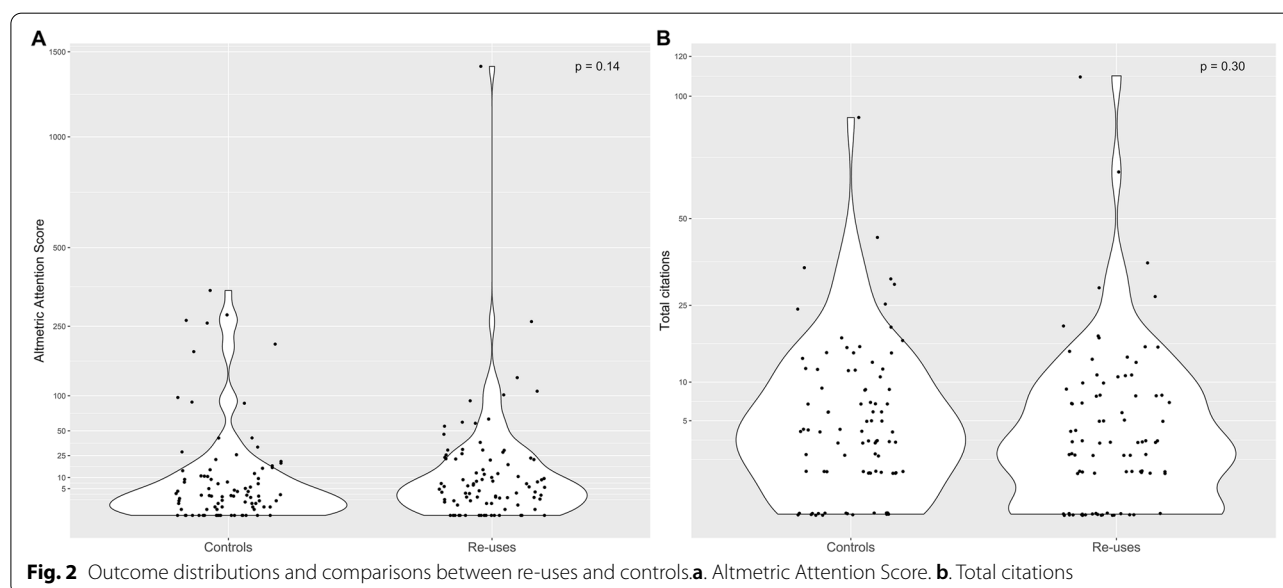 A
B
1500
1000
500
250
100
50
25
10
5
Altmetric Attention Score
p = 0.14
Controls
Re-uses
120
100
50
25
10
5
Total citations
p = 0.30
Controls
Re-uses
Fig. 2 Outcome distributions and comparisons between re-uses and controls.a. Altmetric Attention Score. b. Total citations